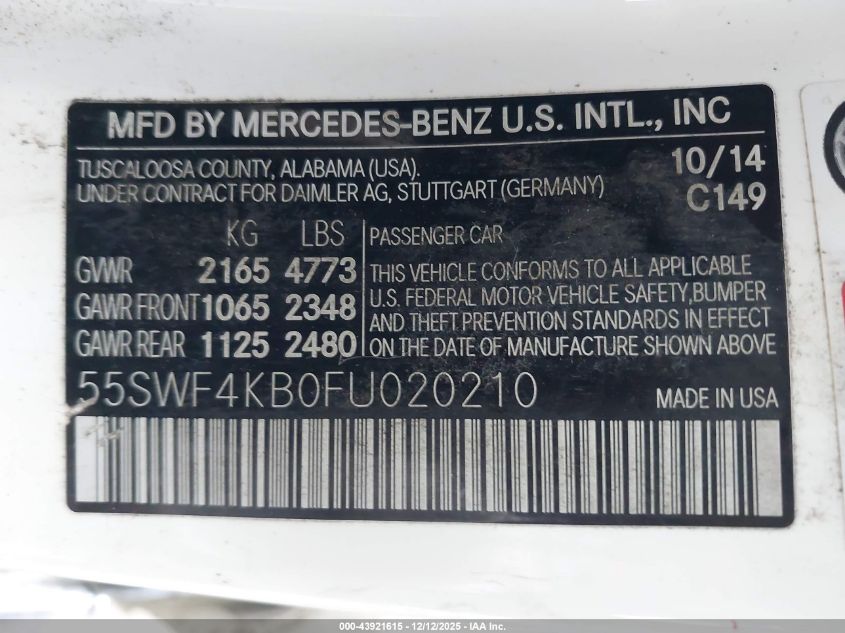 MFD BY MERCEDES-BENZ U.S. INTL., INC
TUSCALOOSA COUNTY, ALABAMA (USA). 10/14
UNDER CONTRACT FOR DAIMLER AG, STUTTGART (GERMANY) C149
KG LBS PASSENGER CAR
GVWR 2165 4773 THIS VEHICLE CONFORMS TO ALL APPLICABLE
U.S. FEDERAL MOTOR VEHICLE SAFETY, BUMPER
GAWR FRONT 1065 2348 AND THEFT PREVENTION STANDARDS IN EFFECT
GAWR REAR 1125 2480 ON THE DATE OF MANUFACTURE SHOWN ABOVE
55SWF4KB0FU020210 MADE IN USA
000-43921615 - 12/12/2025 - IAA Inc.